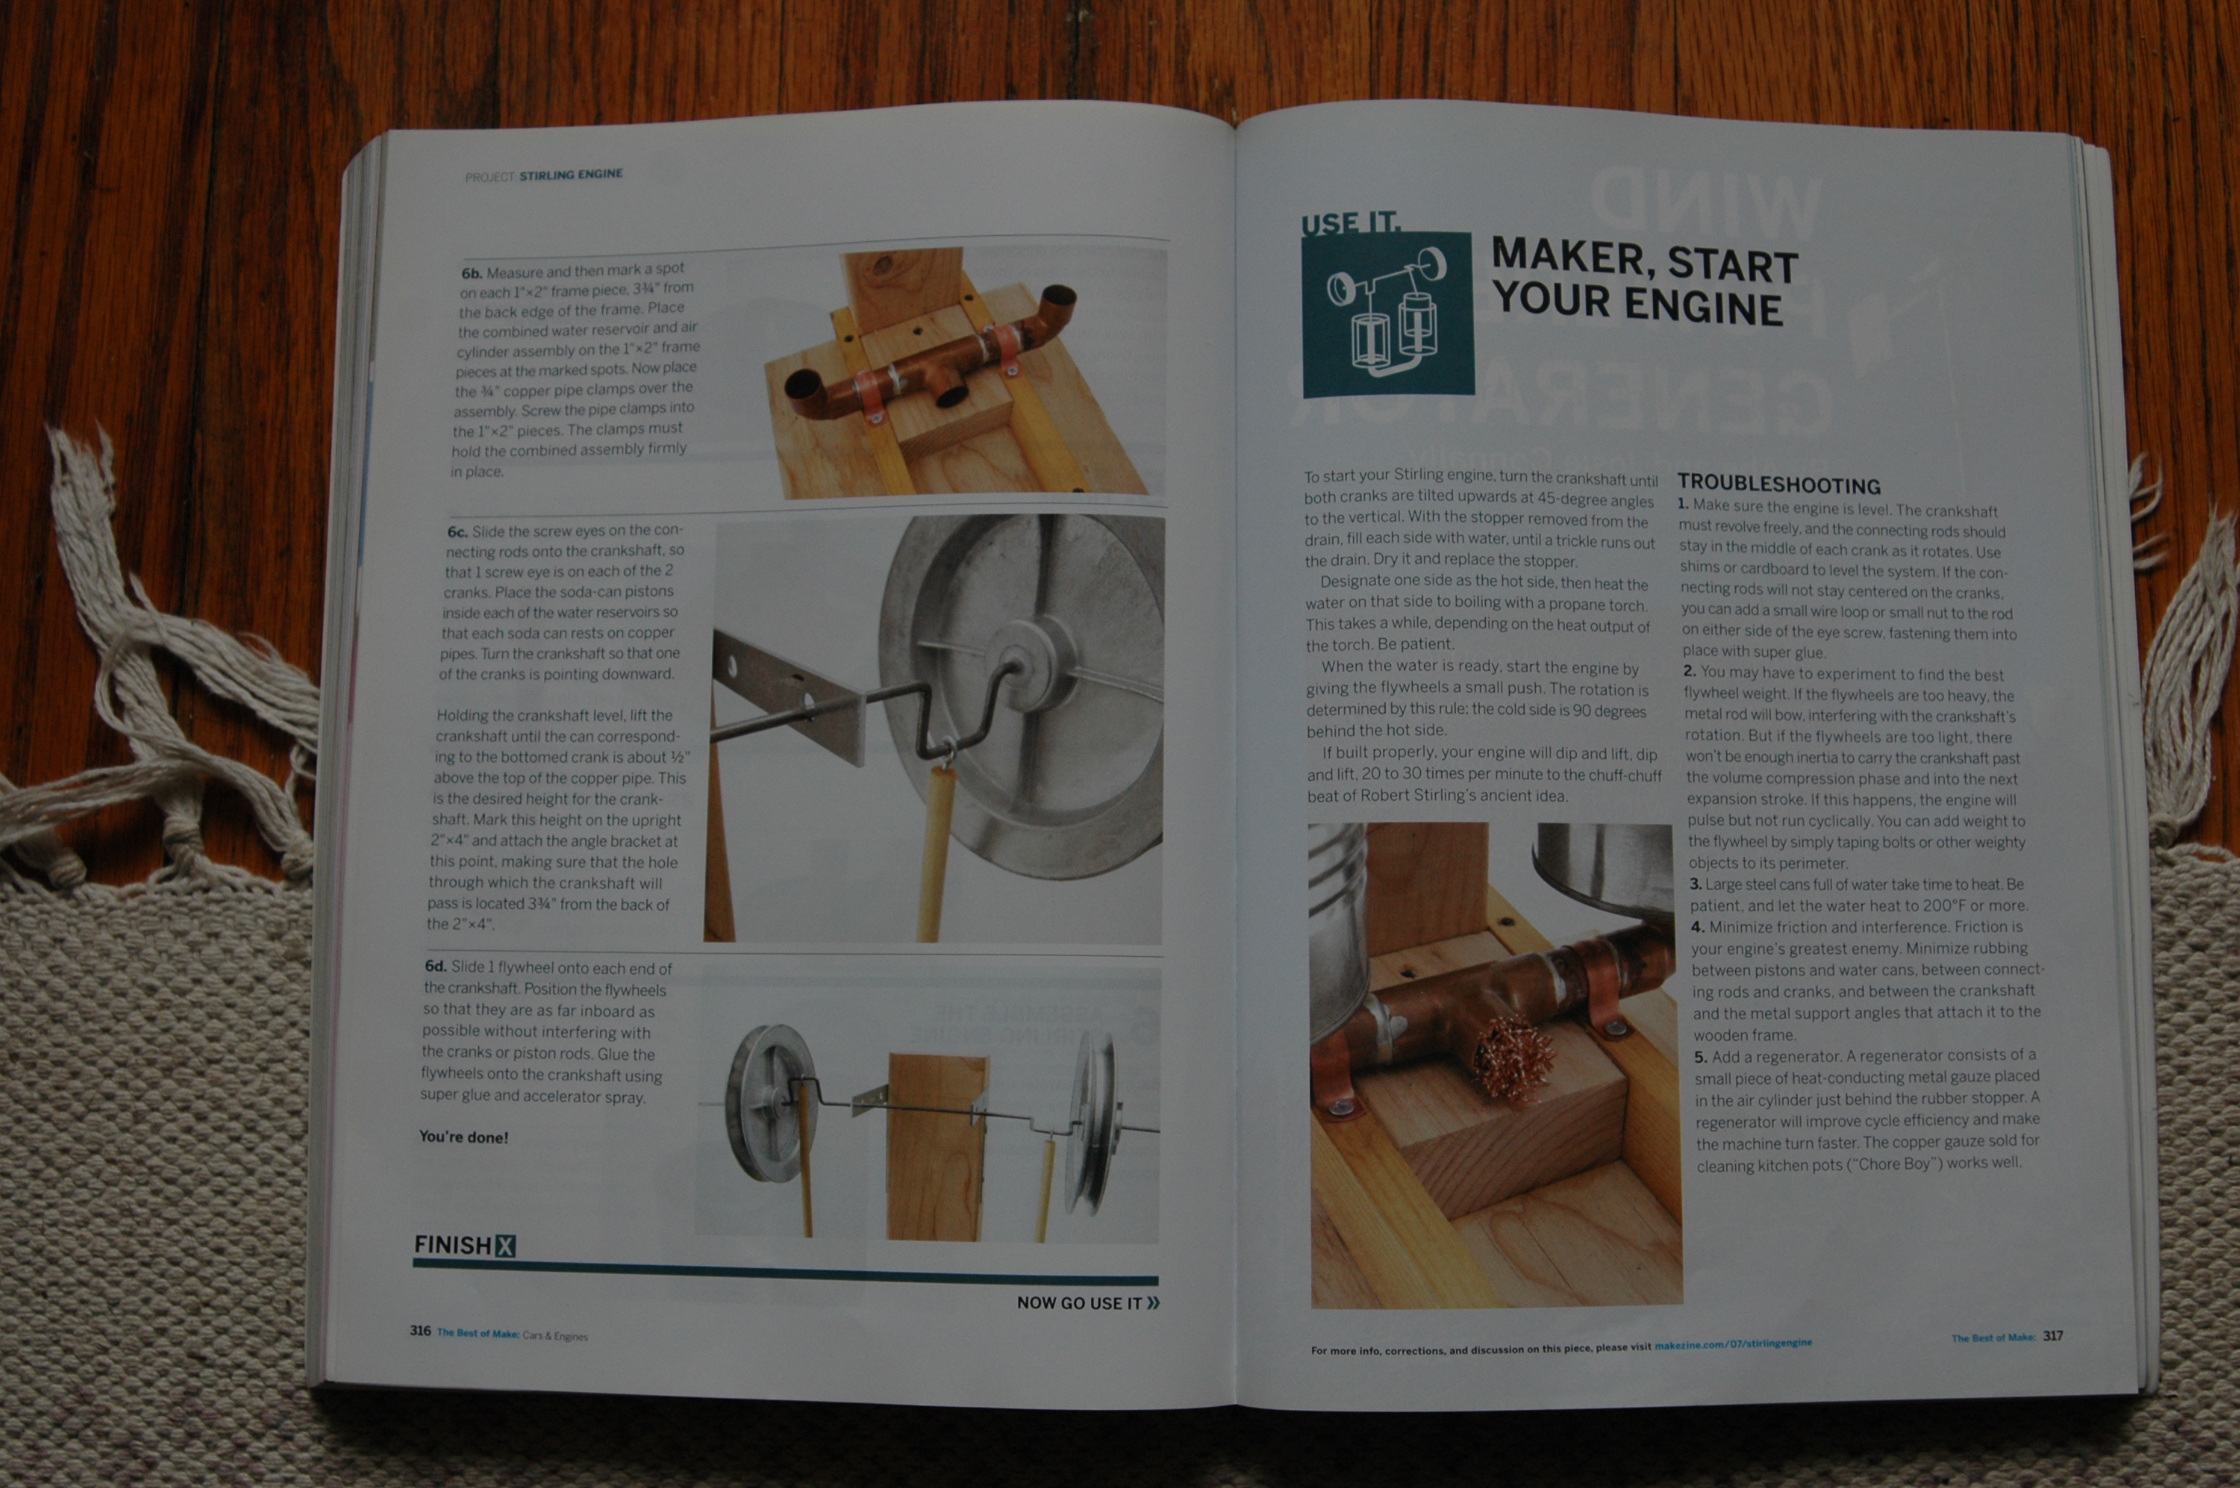 PROJECT: STIRLING ENGINE
6b. Measure and then mark a spot
on each 1"×2" frame piece, 3¾" from
the back edge of the frame. Place
the combined water reservoir and air
cylinder assembly on the 1"×2" frame
pieces at the marked spots. Now place
the ¾" copper pipe clamps over the
assembly. Screw the pipe clamps into
the 1"×2" pieces. The clamps must
hold the combined assembly firmly
in place.
6c. Slide the screw eyes on the con-
necting rods onto the crankshaft, so
that 1 screw eye is on each of the 2
cranks. Place the soda-can pistons
inside each of the water reservoirs so
that each soda can rests on copper
pipes. Turn the crankshaft so that one
of the cranks is pointing downward.
Holding the crankshaft level, lift the
crankshaft until the can correspond-
ing to the bottomed crank is about ½"
above the top of the copper pipe. This
is the desired height for the crank-
shaft. Mark this height on the upright
2"×4" and attach the angle bracket at
this point, making sure that the hole
through which the crankshaft will
pass is located 3¾" from the back of
the 2"×4".
6d. Slide 1 flywheel onto each end of
the crankshaft. Position the flywheels
so that they are as far inboard as
possible without interfering with
the cranks or piston rods. Glue the
flywheels onto the crankshaft using
super glue and accelerator spray.
You're done!
FINISH X
NOW GO USE IT »
316 The Best of Make: Cars & Engines
USE IT.
MAKER, START
YOUR ENGINE
To start your Stirling engine, turn the crankshaft until
both cranks are tilted upwards at 45-degree angles
to the vertical. With the stopper removed from the
drain, fill each side with water, until a trickle runs out
the drain. Dry it and replace the stopper.
Designate one side as the hot side, then heat the
water on that side to boiling with a propane torch.
This takes a while, depending on the heat output of
the torch. Be patient.
When the water is ready, start the engine by
giving the flywheels a small push. The rotation is
determined by this rule: the cold side is 90 degrees
behind the hot side.
If built properly, your engine will dip and lift, dip
and lift, 20 to 30 times per minute to the chuff-chuff
beat of Robert Stirling's ancient idea.
TROUBLESHOOTING
1. Make sure the engine is level. The crankshaft
must revolve freely, and the connecting rods should
stay in the middle of each crank as it rotates. Use
shims or cardboard to level the system. If the con-
necting rods will not stay centered on the cranks,
you can add a small wire loop or small nut to the rod
on either side of the eye screw, fastening them into
place with super glue.
2. You may have to experiment to find the best
flywheel weight. If the flywheels are too heavy, the
metal rod will bow, interfering with the crankshaft's
rotation. But if the flywheels are too light, there
won't be enough inertia to carry the crankshaft past
the volume compression phase and into the next
expansion stroke. If this happens, the engine will
pulse but not run cyclically. You can add weight to
the flywheel by simply taping bolts or other weighty
objects to its perimeter.
3. Large steel cans full of water take time to heat. Be
patient, and let the water heat to 200°F or more.
4. Minimize friction and interference. Friction is
your engine's greatest enemy. Minimize rubbing
between pistons and water cans, between connect-
ing rods and cranks, and between the crankshaft
and the metal support angles that attach it to the
wooden frame.
5. Add a regenerator. A regenerator consists of a
small piece of heat-conducting metal gauze placed
in the air cylinder just behind the rubber stopper. A
regenerator will improve cycle efficiency and make
the machine turn faster. The copper gauze sold for
cleaning kitchen pots ("Chore Boy") works well.
For more info, corrections, and discussion on this piece, please visit makezine.com/07/stirlingengine
The Best of Make: 317